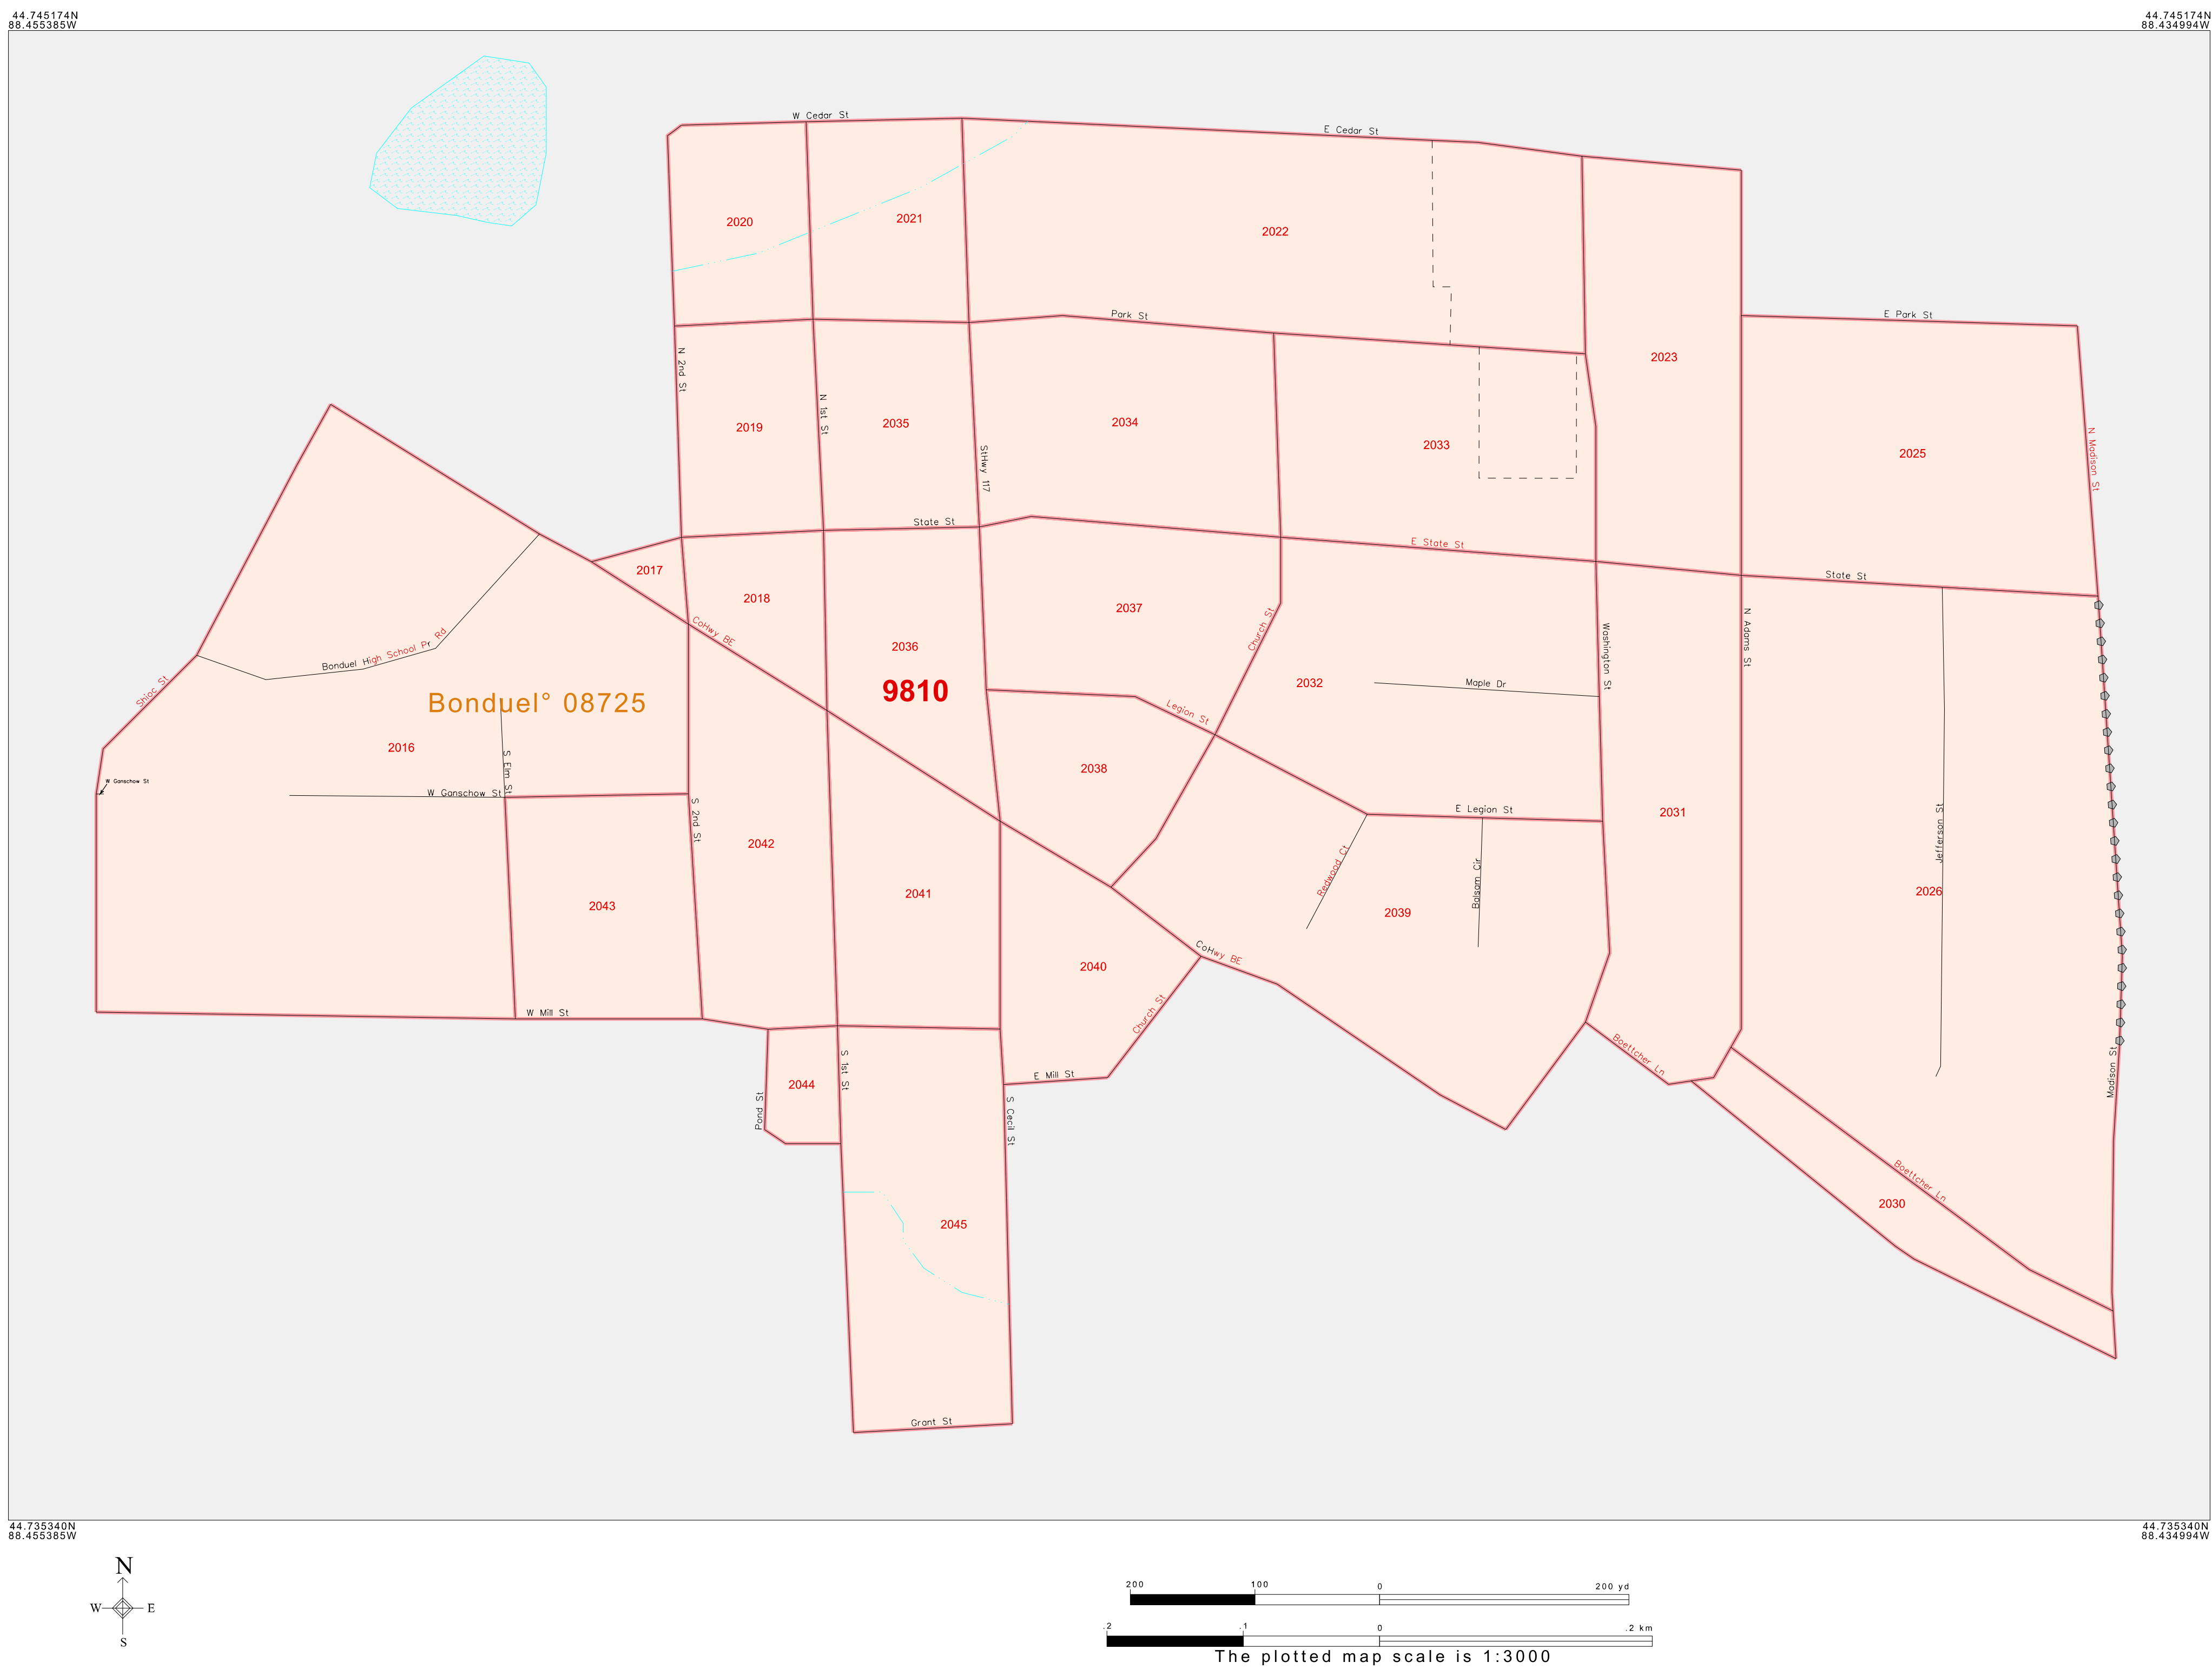 44.745174N
88.455385W
44.745174N
88.434994W
W Cedar St
E Cedar St
2020
2021
2022
Park St
E Park St
N 2nd St
2023
N 1st St
2019
2035
2034
2033
2025
N Madison St
StHwy 117
State St
E State St
2017
State St
2018
2037
CoHwy BE
Church St
N Adams St
2036
Washington St
Bonduel High School Pr Rd
Shioc St
Bonduel° 08725
9810
2032
Maple Dr
Legion St
2016
S Elm St
2038
W Ganschow St
W Ganschow St
S 2nd St
E Legion St
2031
Jefferson St
2042
Redwood Ct
Balsam Cir
2041
2026
2043
2039
CoHwy BE
2040
Church St
W Mill St
Boettcher Ln
S 1st St
E Mill St
2044
Pond St
S Cecil St
Madison St
Boettcher Ln
2030
2045
Grant St
44.735340N
88.455385W
44.735340N
88.434994W
N
W E
S
200 100 0 200 yd
.2 .1 0 .2 km
The plotted map scale is 1:3000